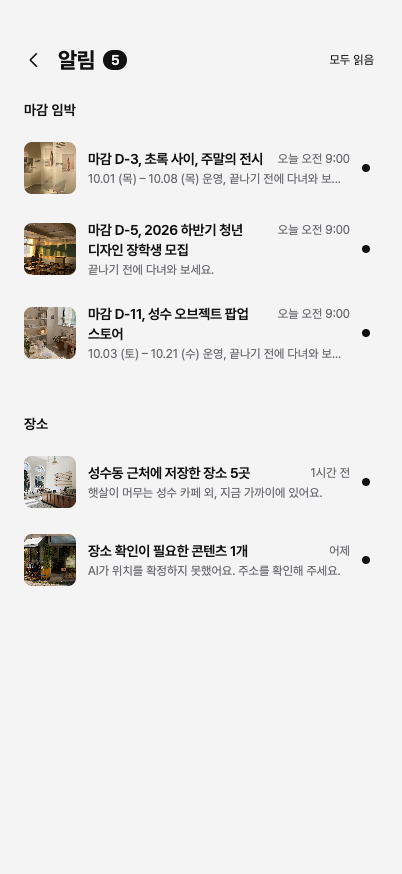 알림 5
모두 읽음
마감 임박
마감 D-3, 초록 사이, 주말의 전시
오늘 오전 9:00
10.01 (목) – 10.08 (목) 운영, 끝나기 전에 다녀와 보...
마감 D-5, 2026 하반기 청년
디자인 장학생 모집
오늘 오전 9:00
끝나기 전에 다녀와 보세요.
마감 D-11, 성수 오브젝트 팝업
스토어
오늘 오전 9:00
10.03 (토) – 10.21 (수) 운영, 끝나기 전에 다녀와 보...
장소
성수동 근처에 저장한 장소 5곳
1시간 전
햇살이 머무는 성수 카페 외, 지금 가까이에 있어요.
장소 확인이 필요한 콘텐츠 1개
어제
AI가 위치를 확정하지 못했어요. 주소를 확인해 주세요.